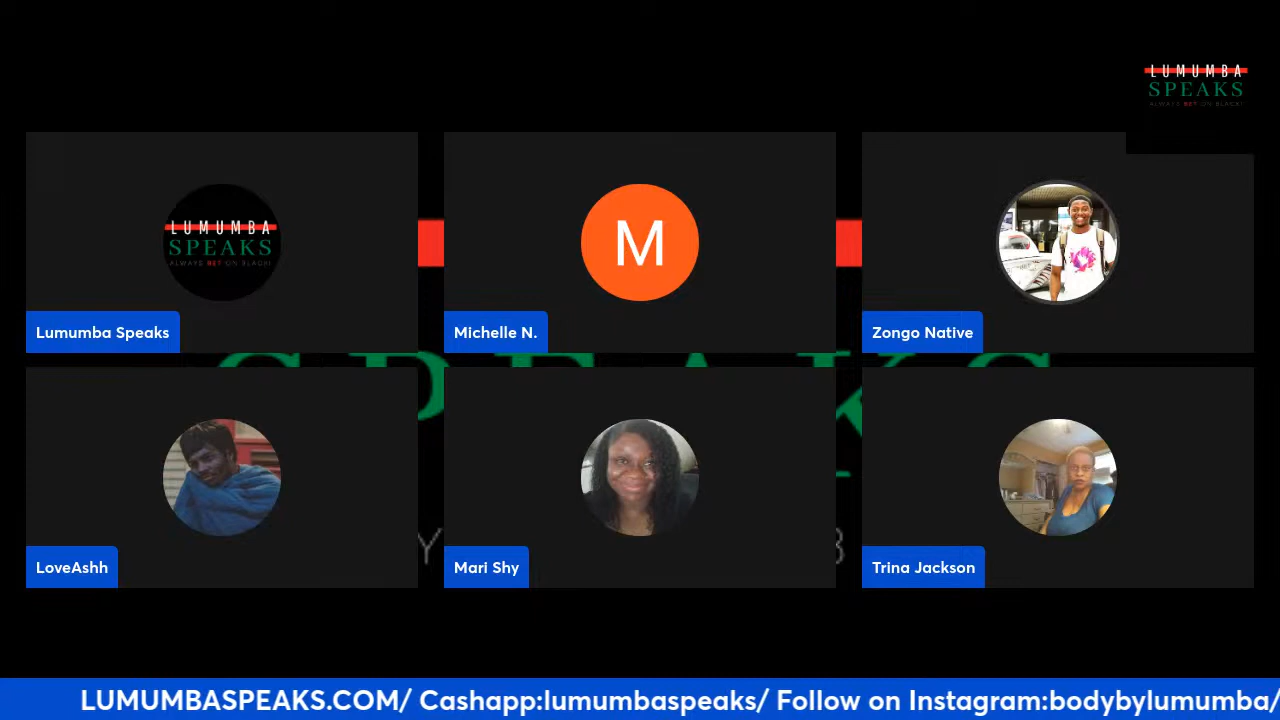 LUMUMBA
SPEAKS
ALWAYS BET ON BLACK!
LUMUMBA
SPEAKS
ALWAYS BET ON BLACK!
M
Lumumba Speaks
Michelle N.
Zongo Native
SPEAKS
LoveAshh
Mari Shy
Trina Jackson
LUMUMBASPEAKS.COM/ Cashapp:lumumbaspeaks/ Follow on Instagram:bodybylumumba/